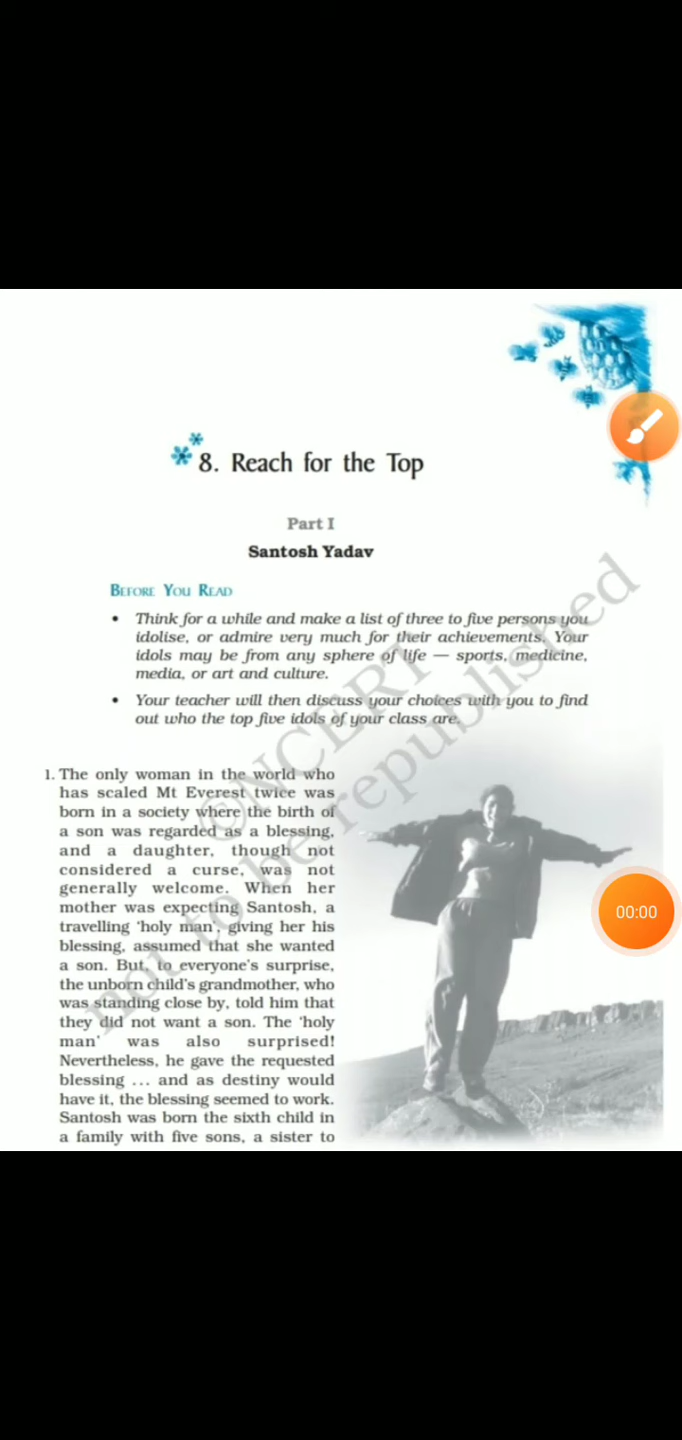 8. Reach for the Top
Part I
Santosh Yadav
BEFORE YOU READ
• Think for a while and make a list of three to five persons you
idolise, or admire very much for their achievements. Your
idols may be from any sphere of life — sports, medicine,
media, or art and culture.
• Your teacher will then discuss your choices with you to find
out who the top five idols of your class are.
1. The only woman in the world who
has scaled Mt Everest twice was
born in a society where the birth of
a son was regarded as a blessing,
and a daughter, though not
considered a curse, was not
generally welcome. When her
mother was expecting Santosh, a
travelling ‘holy man’, giving her his
blessing, assumed that she wanted
a son. But, to everyone’s surprise,
the unborn child’s grandmother, who
was standing close by, told him that
they did not want a son. The ‘holy
man’ was also surprised!
Nevertheless, he gave the requested
blessing ... and as destiny would
have it, the blessing seemed to work.
Santosh was born the sixth child in
a family with five sons, a sister to
©NCERT
not to be republished
00:00